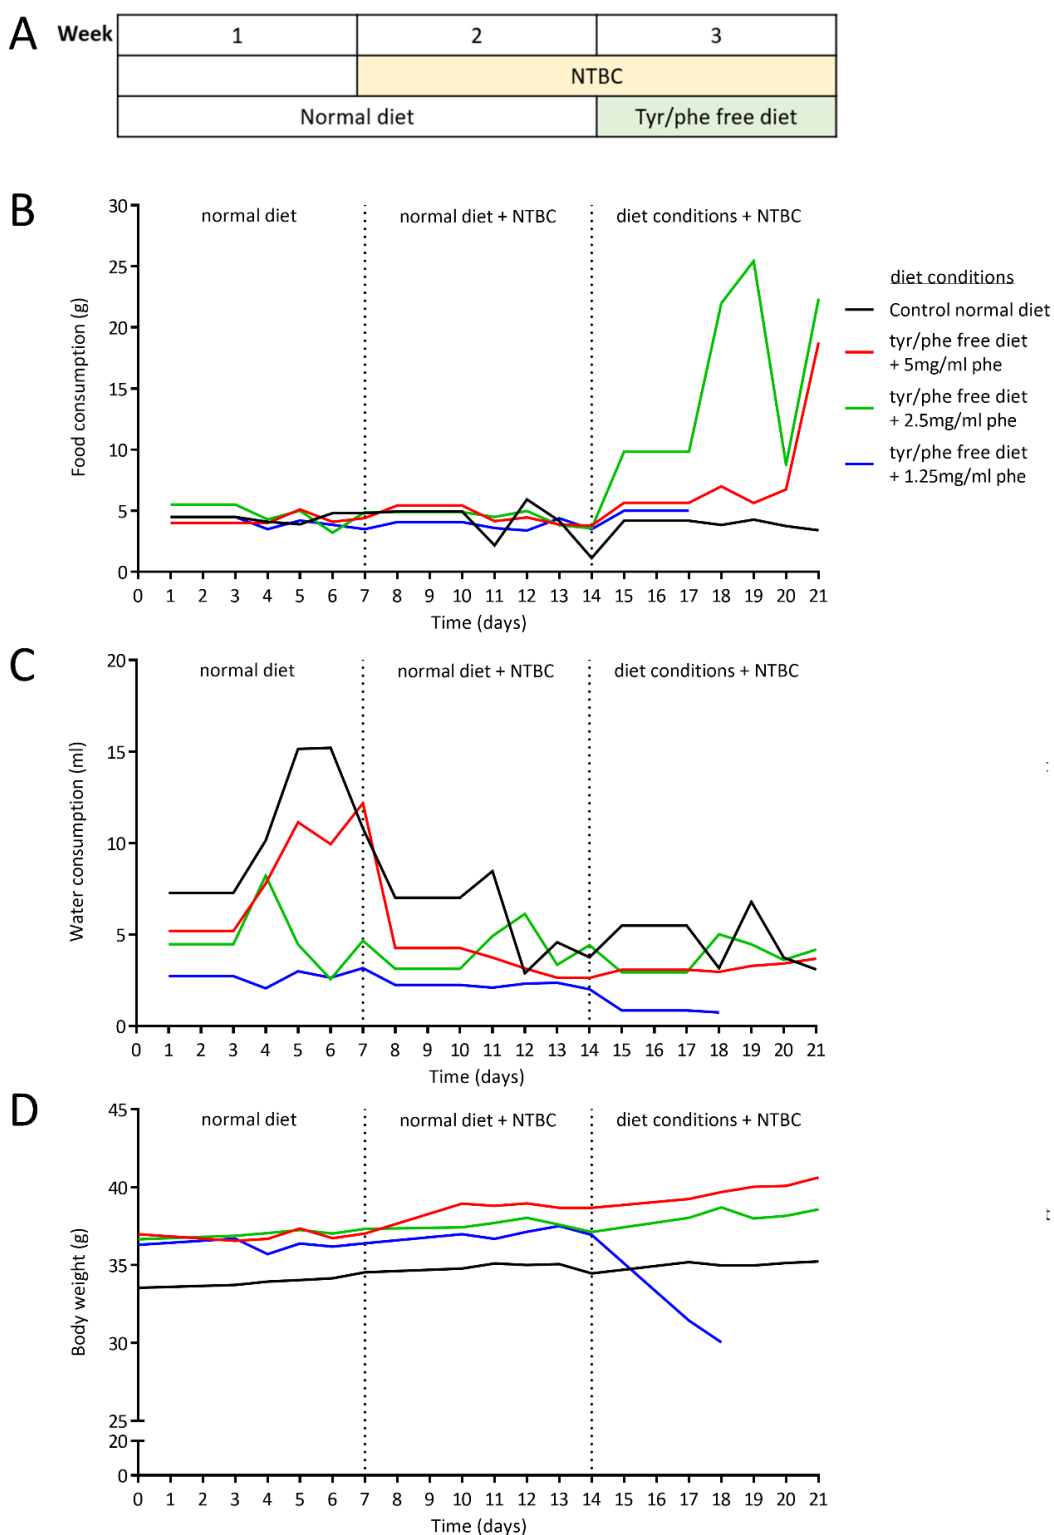 A
Week 1 2 3
NTBC
Normal diet Tyr/phe free diet
B
normal diet normal diet + NTBC diet conditions + NTBC
30
25
20
15
10
5
0
Food consumption (g)
0 1 2 3 4 5 6 7 8 9 10 11 12 13 14 15 16 17 18 19 20 21
Time (days)
diet conditions
Control normal diet
tyr/phe free diet
+ 5mg/ml phe
tyr/phe free diet
+ 2.5mg/ml phe
tyr/phe free diet
+ 1.25mg/ml phe
C
normal diet normal diet + NTBC diet conditions + NTBC
20
15
10
5
0
Water consumption (ml)
0 1 2 3 4 5 6 7 8 9 10 11 12 13 14 15 16 17 18 19 20 21
Time (days)
D
normal diet normal diet + NTBC diet conditions + NTBC
45
40
35
30
25
20
0
Body weight (g)
0 1 2 3 4 5 6 7 8 9 10 11 12 13 14 15 16 17 18 19 20 21
Time (days)